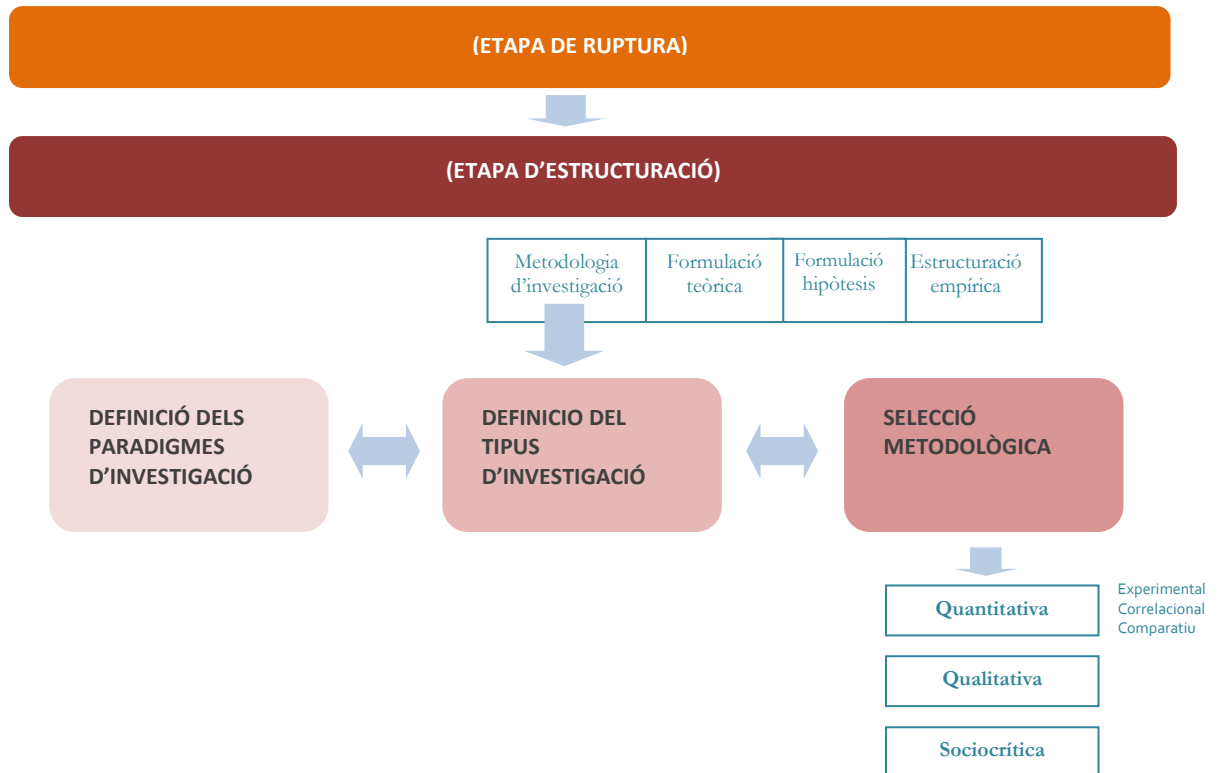 (ETAPA DE RUPTURA)
(ETAPA D'ESTRUCTURACIÓ)
Metodologia
d'investigació
Formulació
teòrica
Formulació
hipòtesis
Estructuració
empírica
DEFINICIÓ DELS
PARADIGMES
D'INVESTIGACIÓ
DEFINICIO DEL
TIPUS
D'INVESTIGACIÓ
SELECCIÓ
METODOLÒGICA
Quantitativa
Experimental
Correlacional
Comparatiu
Qualitativa
Sociocrítica